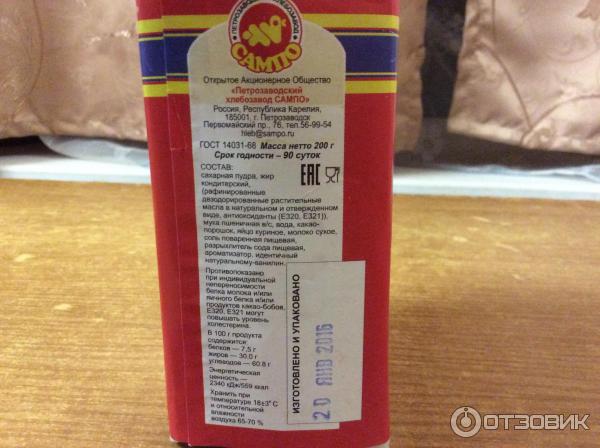 ПЕТРОЗАВОДСКИЙ ХЛЕБОЗАВОД
САМПО
Открытое Акционерное Общество
«Петрозаводский
хлебозавод САМПО»
Россия, Республика Карелия,
185001, г. Петрозаводск
Первомайский пр., 76, тел.56-99-54
hleb@sampo.ru
ГОСТ 14031-68 Масса нетто 200 г
Срок годности – 90 суток
СОСТАВ:
сахарная пудра, жир
кондитерский,
(рафинированные
дезодорированные растительные
масла в натуральном и отвержденном
виде, антиоксиданты (Е320, Е321)),
мука пшеничная в/с, вода, какао-
порошок, яйцо куриное, молоко сухое,
соль поваренная пищевая,
разрыхлитель сода пищевая,
ароматизатор, идентичный
натуральному-ванилин.
EAC
Противопоказано
при индивидуальной
непереносимости
белка молока и/или
яичного белка и/или
продуктов какао-бобов.
Е320, Е321 могут
повышать уровень
холестерина.
В 100 г продукта
содержится:
белков — 7,5 г
жиров — 30,0 г
углеводов — 60.8 г
Энергетическая
ценность —
2340 кДж/559 ккал
Хранить при
температуре 18±3° С
и относительной
влажности
воздуха 65-70 %
ИЗГОТОВЛЕНО И УПАКОВАНО
20 ЯНВ 2016
ОТЗОВИК